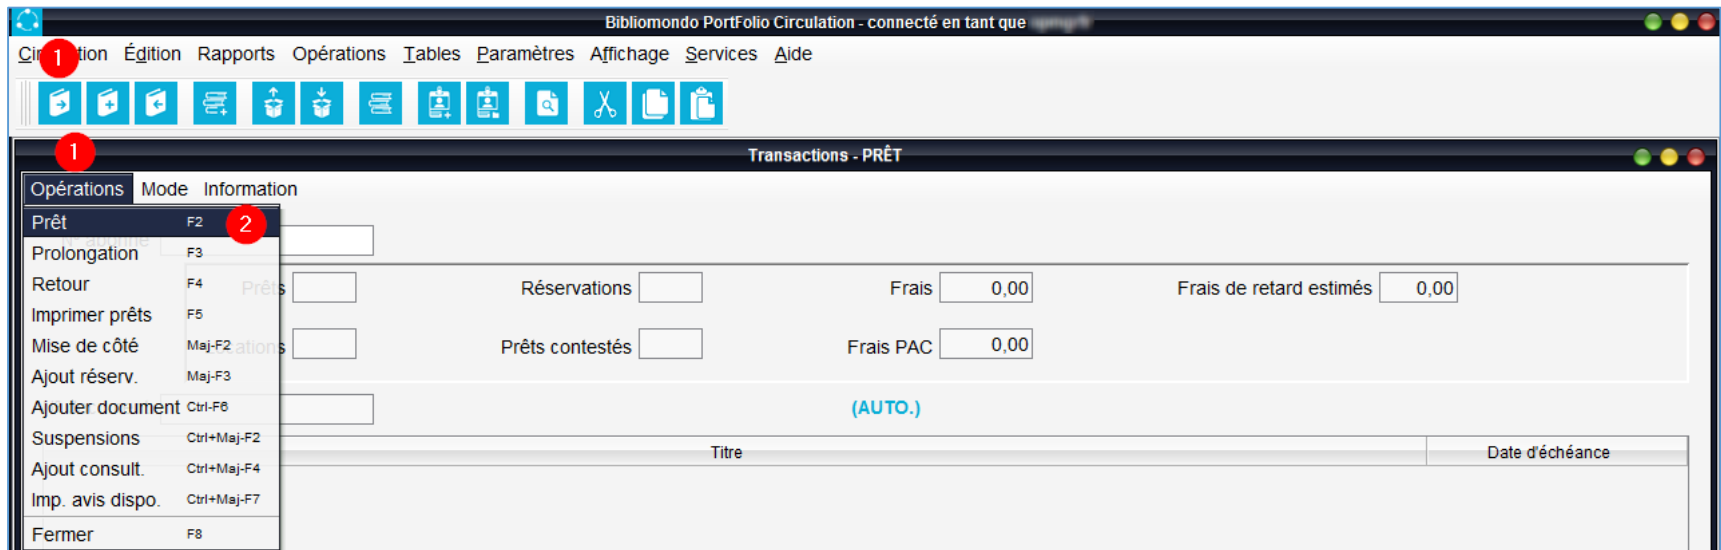 Bibliomondo PortFolio Circulation - connecté en tant que
1
Édition Rapports Opérations Tables Paramètres Affichage Services Aide
1
Transactions - PRÊT
Opérations Mode Information
Prêt F2 2
Prolongation F3
Retour F4
Prêts Réservations Frais 0,00 Frais de retard estimés 0,00
Imprimer prêts F5
Mise de côté Maj-F2
Prêts contestés Frais PAC 0,00
Ajout réserv. Maj-F3
Ajouter document Ctrl-F6
(AUTO.)
Suspensions Ctrl+Maj-F2
Titre Date d'échéance
Ajout consult. Ctrl+Maj-F4
Imp. avis dispo. Ctrl+Maj-F7
Fermer F8